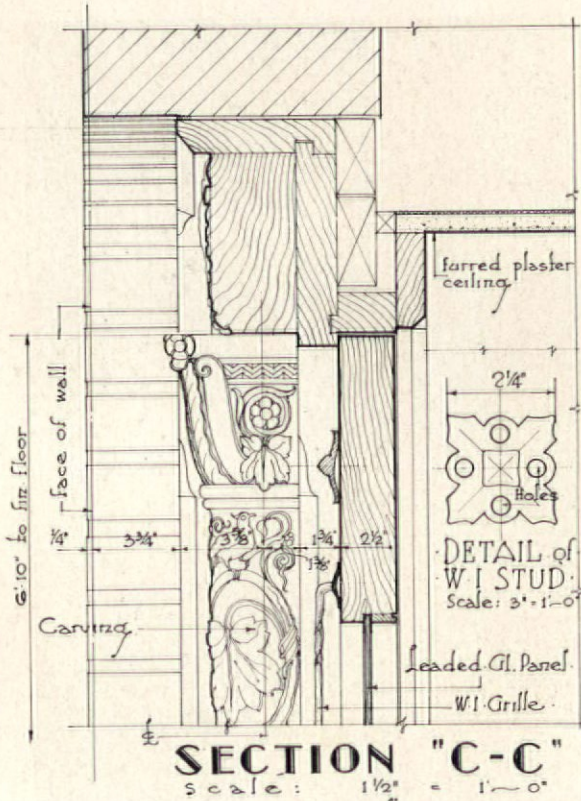 furred plaster
ceiling
2¼"
face of wall
6'-10" to fin floor
Holes
¼"
3¾"
3⅝"
1¾"
2½"
1⅜"
DETAIL of
W.I STUD
Scale: 3" = 1'-0"
Carving
Leaded Gl. Panel
W.I. Grille
℄
SECTION "C-C"
Scale: 1½" = 1'-0"